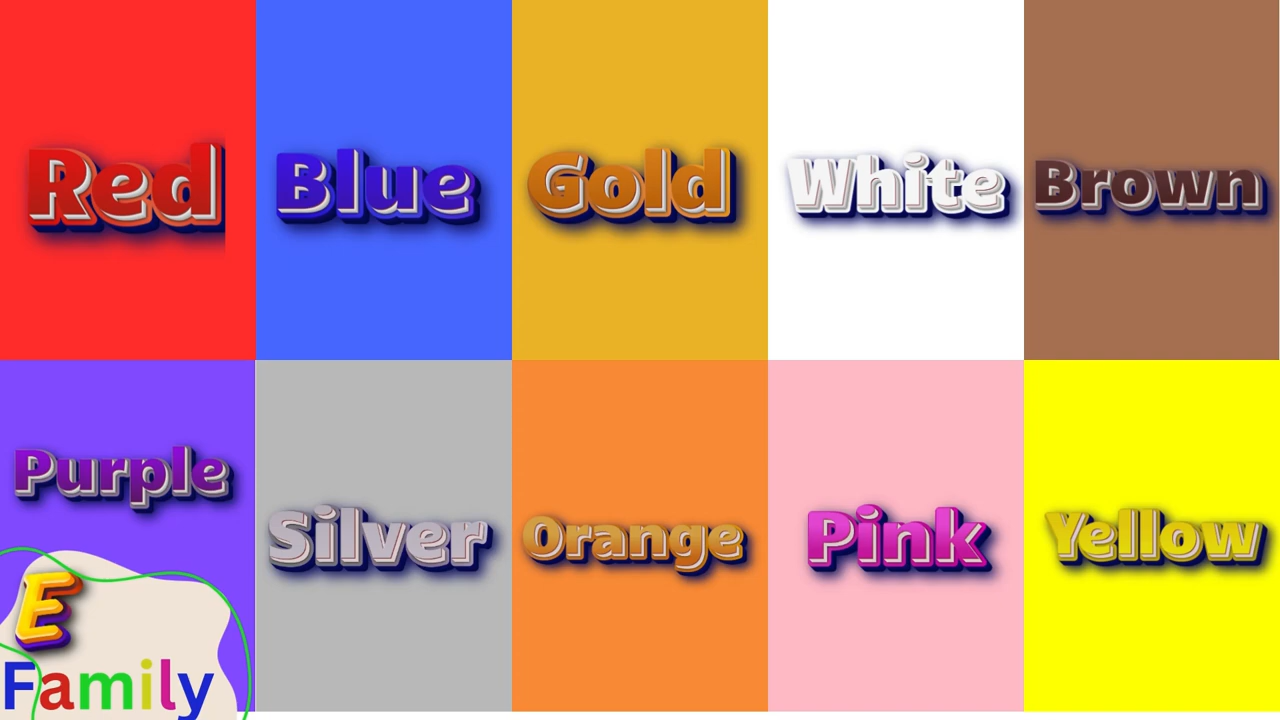 Red
Blue
Gold
White
Brown
Purple
Silver
Orange
Pink
Yellow
E
Family